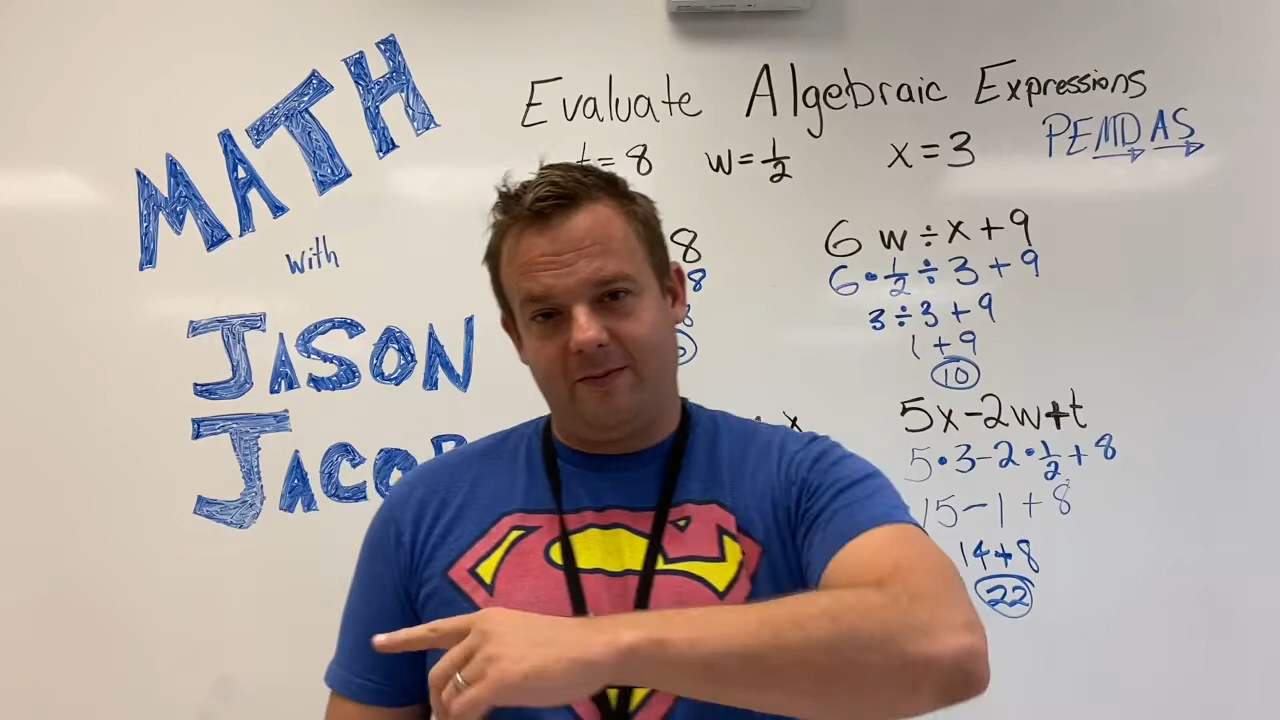 MATH
with
JASON
Evaluate Algebraic Expressions
PEMDAS
t=8 w=1/2 x=3
8
8
6w÷x+9
6•1/2÷3+9
3÷3+9
1+9
10
x
5x-2w+t
5•3-2•1/2+8
15-1+8
14+8
22